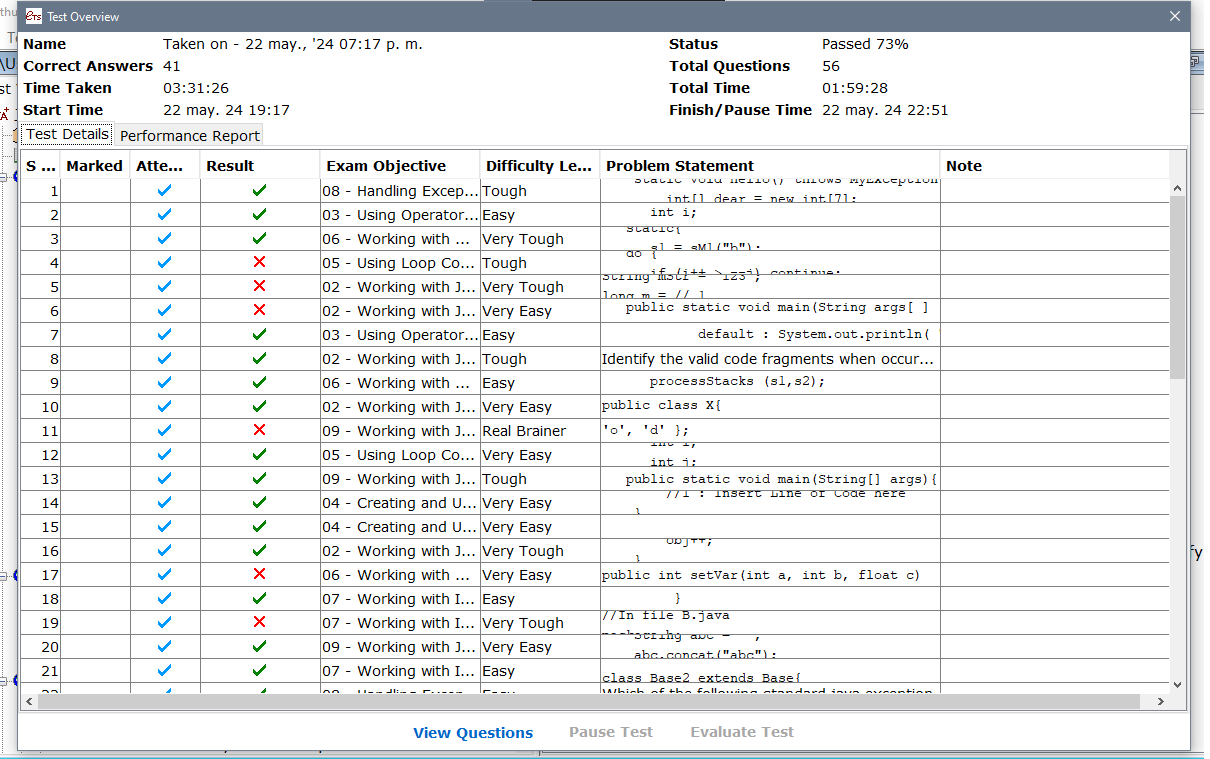 ETS Test Overview
Name Taken on - 22 may., '24 07:17 p. m. Status Passed 73%
Correct Answers 41 Total Questions 56
Time Taken 03:31:26 Total Time 01:59:28
Start Time 22 may. 24 19:17 Finish/Pause Time 22 may. 24 22:51
Test Details Performance Report
S ... Marked Atte... Result Exam Objective Difficulty Le... Problem Statement Note
1 08 - Handling Excep... Tough static void hello() throws MyException
int[] dear = new int[7];
2 03 - Using Operator... Easy int i;
3 06 - Working with ... Very Tough static{
s1 = sM1("b");
4 05 - Using Loop Co... Tough do {
if (i++ > --j) continue;
5 02 - Working with J... Very Tough String mStr = "123";
long m = // 1
6 02 - Working with J... Very Easy public static void main(String args[ ]
7 03 - Using Operator... Easy default : System.out.println(
8 02 - Working with J... Tough Identify the valid code fragments when occur...
9 06 - Working with ... Easy processStacks (s1,s2);
10 02 - Working with J... Very Easy public class X{
11 09 - Working with J... Real Brainer 'o', 'd' };
12 05 - Using Loop Co... Very Easy int i;
int j;
13 09 - Working with J... Tough public static void main(String[] args){
14 04 - Creating and U... Very Easy //1 : Insert Line of Code here
}
15 04 - Creating and U... Very Easy
16 02 - Working with J... Very Tough obj++;
}
17 06 - Working with ... Very Easy public int setVar(int a, int b, float c)
18 07 - Working with I... Easy }
19 07 - Working with I... Very Tough //In file B.java
20 09 - Working with J... Very Easy String abc = "";
abc.concat("abc");
21 07 - Working with I... Easy class Base2 extends Base{
22 08 - Handling Excep... Easy Which of the following standard java exception
View Questions Pause Test Evaluate Test